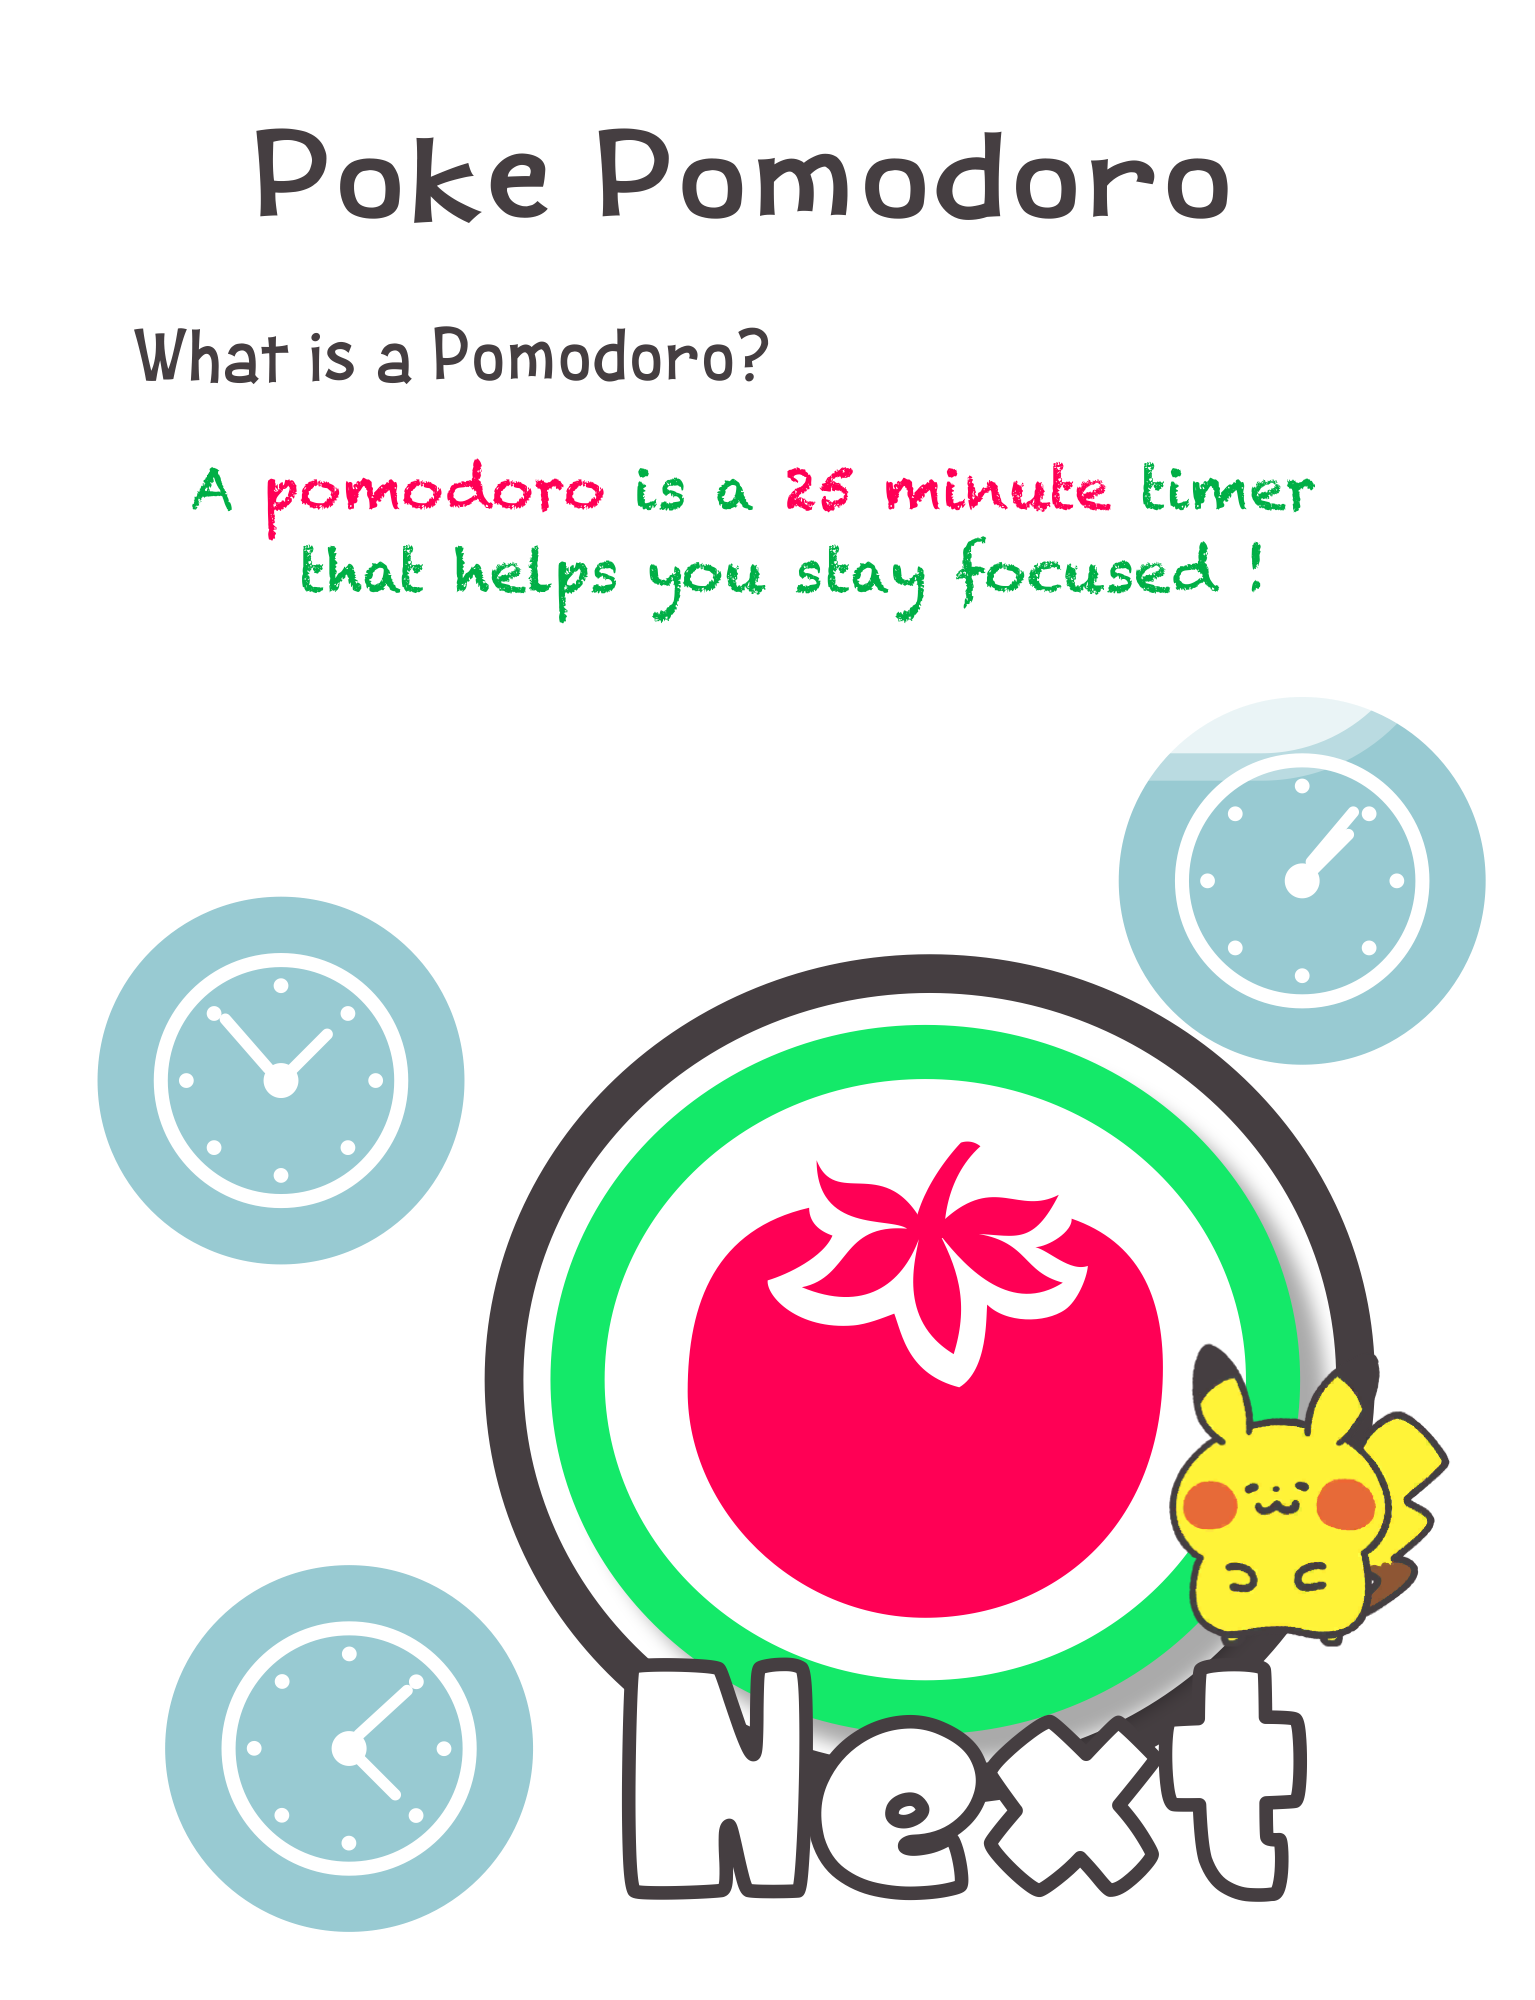 Poke Pomodoro
What is a Pomodoro?
A pomodoro is a 25 minute timer
that helps you stay focused !
Next